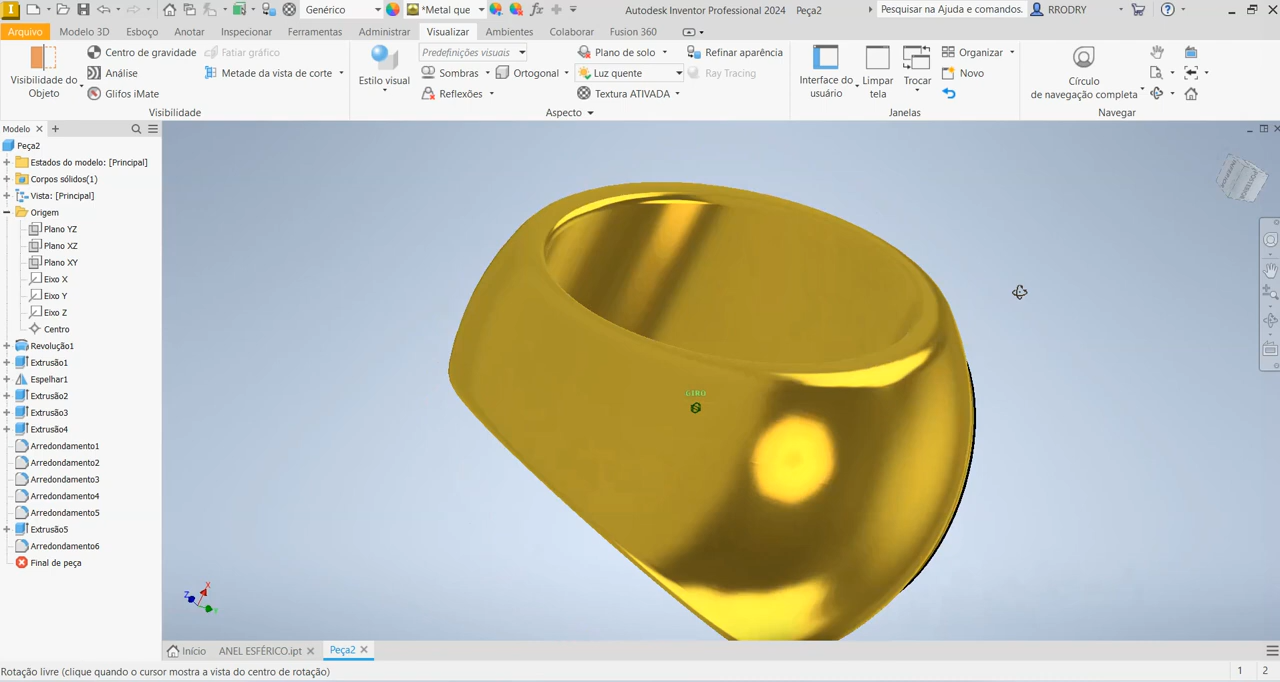 Genérico
*Metal que
Autodesk Inventor Professional 2024 Peça2
Pesquisar na Ajuda e comandos.
RRODRY
Arquivo Modelo 3D Esboço Anotar Inspecionar Ferramentas Administrar Visualizar Ambientes Colaborar Fusion 360
Visibilidade do
Objeto
Centro de gravidade
Análise
Glifos iMate
Fatiar gráfico
Metade da vista de corte
Visibilidade
Estilo visual
Predefinições visuais
Sombras
Reflexões
Ortogonal
Plano de solo
Luz quente
Textura ATIVADA
Refinar aparência
Ray Tracing
Aspecto
Interface do
usuário
Limpar
tela
Trocar
Organizar
Novo
Janelas
Círculo
de navegação completa
Navegar
Modelo
Peça2
Estados do modelo: [Principal]
Corpos sólidos(1)
Vista: [Principal]
Origem
Plano YZ
Plano XZ
Plano XY
Eixo X
Eixo Y
Eixo Z
Centro
Revolução1
Extrusão1
Espelhar1
Extrusão2
Extrusão3
Extrusão4
Arredondamento1
Arredondamento2
Arredondamento3
Arredondamento4
Arredondamento5
Extrusão5
Arredondamento6
Final de peça
GIRO
X
Z
Y
Início
ANEL ESFÉRICO.ipt
Peça2
Rotação livre (clique quando o cursor mostra a vista do centro de rotação)
1 2